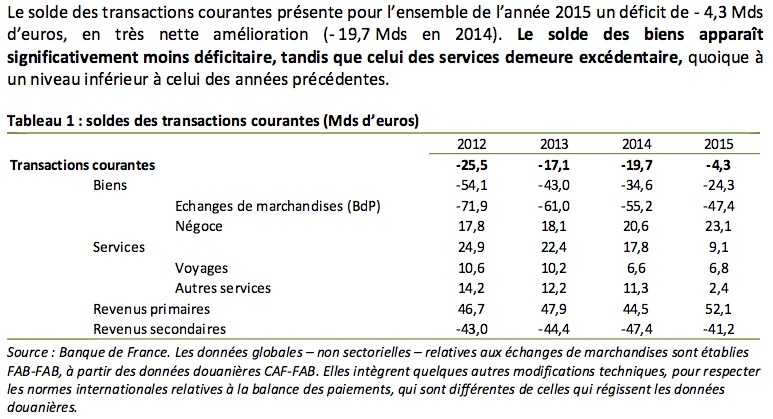 Le solde des transactions courantes présente pour l’ensemble de l’année 2015 un déficit de - 4,3 Mds
d’euros, en très nette amélioration (- 19,7 Mds en 2014). Le solde des biens apparaît
significativement moins déficitaire, tandis que celui des services demeure excédentaire, quoique à
un niveau inférieur à celui des années précédentes.
Tableau 1 : soldes des transactions courantes (Mds d’euros)
2012 2013 2014 2015
Transactions courantes -25,5 -17,1 -19,7 -4,3
Biens -54,1 -43,0 -34,6 -24,3
Echanges de marchandises (BdP) -71,9 -61,0 -55,2 -47,4
Négoce 17,8 18,1 20,6 23,1
Services 24,9 22,4 17,8 9,1
Voyages 10,6 10,2 6,6 6,8
Autres services 14,2 12,2 11,3 2,4
Revenus primaires 46,7 47,9 44,5 52,1
Revenus secondaires -43,0 -44,4 -47,4 -41,2
Source : Banque de France. Les données globales – non sectorielles – relatives aux échanges de marchandises sont établies
FAB-FAB, à partir des données douanières CAF-FAB. Elles intègrent quelques autres modifications techniques, pour respecter
les normes internationales relatives à la balance des paiements, qui sont différentes de celles qui régissent les données
douanières.